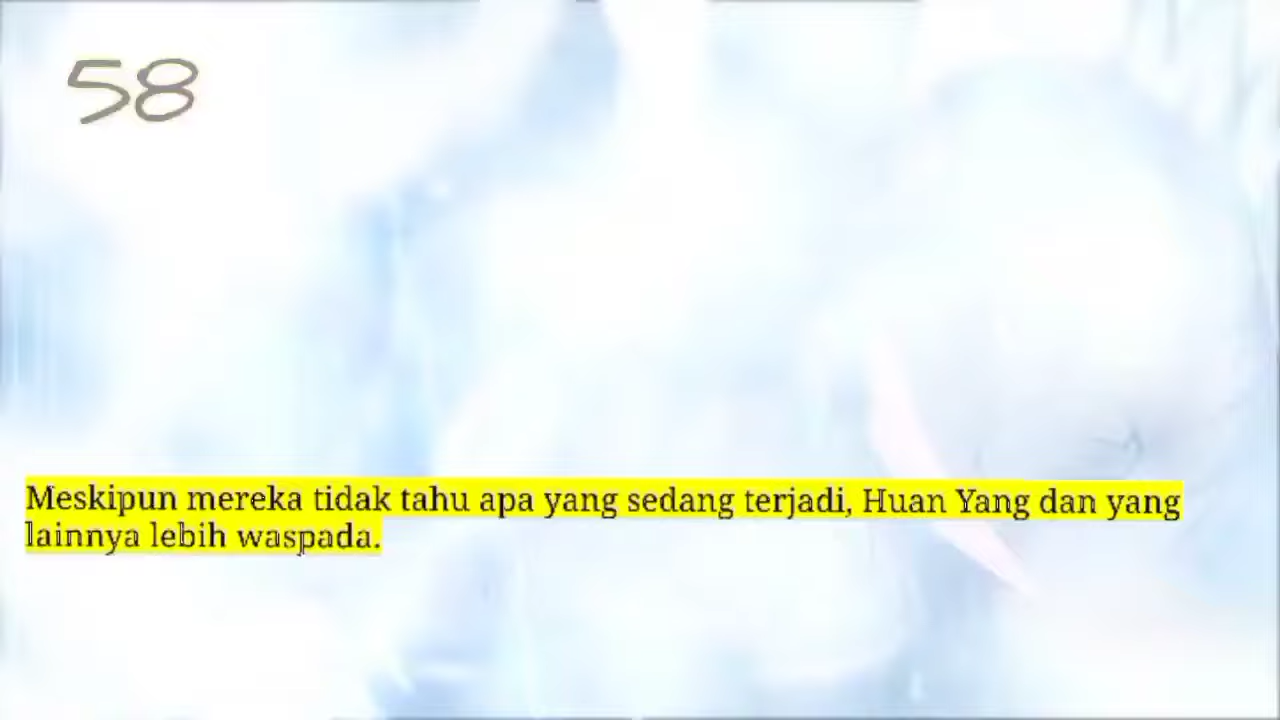 58
Meskipun mereka tidak tahu apa yang sedang terjadi, Huan Yang dan yang
lainnya lebih waspada.